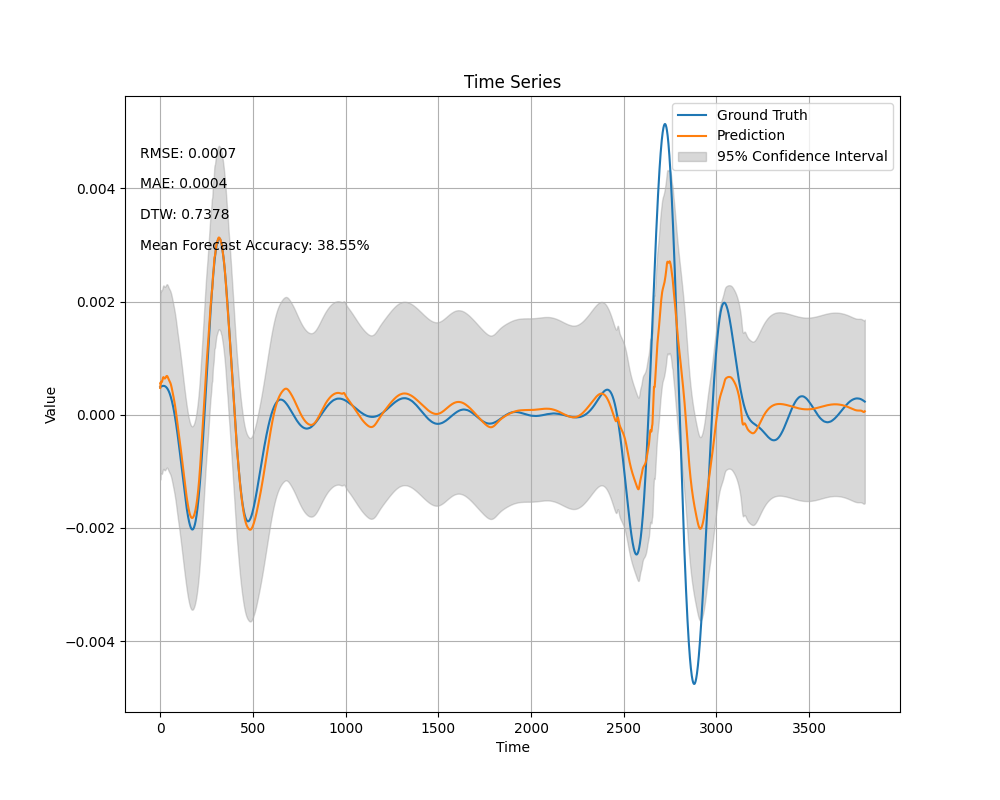 Time Series
Ground Truth
Prediction
95% Confidence Interval
RMSE: 0.0007
MAE: 0.0004
DTW: 0.7378
Mean Forecast Accuracy: 38.55%
Value
0.004
0.002
0.000
−0.002
−0.004
0 500 1000 1500 2000 2500 3000 3500
Time